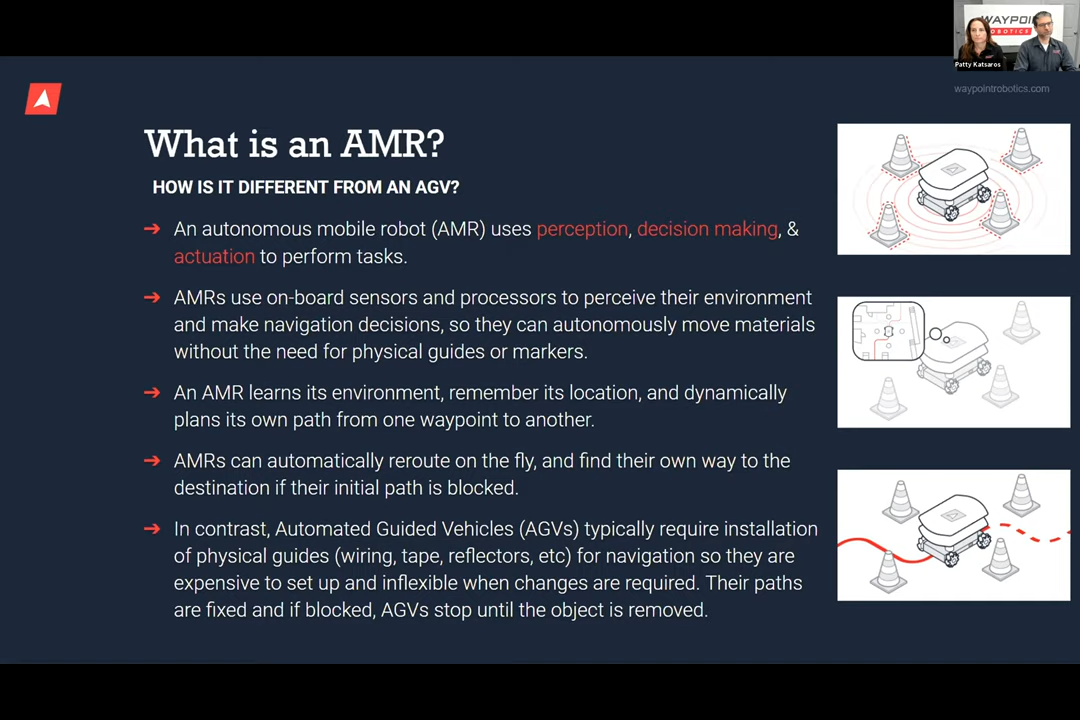 WAYPOI
ROBOTICS
Patty Katsaros
waypointrobotics.com
What is an AMR?
HOW IS IT DIFFERENT FROM AN AGV?
➔ An autonomous mobile robot (AMR) uses perception, decision making, &
actuation to perform tasks.
➔ AMRs use on-board sensors and processors to perceive their environment
and make navigation decisions, so they can autonomously move materials
without the need for physical guides or markers.
➔ An AMR learns its environment, remember its location, and dynamically
plans its own path from one waypoint to another.
➔ AMRs can automatically reroute on the fly, and find their own way to the
destination if their initial path is blocked.
➔ In contrast, Automated Guided Vehicles (AGVs) typically require installation
of physical guides (wiring, tape, reflectors, etc) for navigation so they are
expensive to set up and inflexible when changes are required. Their paths
are fixed and if blocked, AGVs stop until the object is removed.